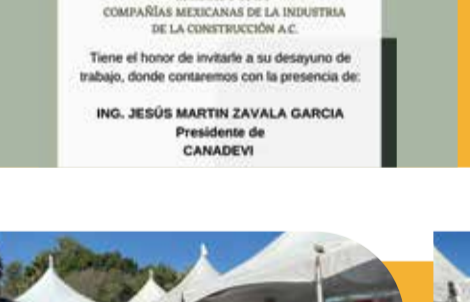 COMPAÑÍAS MEXICANAS DE LA INDUSTRIA
DE LA CONSTRUCCIÓN A.C.
Tiene el honor de invitarle a su desayuno de
trabajo, donde contaremos con la presencia de:
ING. JESÚS MARTIN ZAVALA GARCIA
Presidente de
CANADEVI